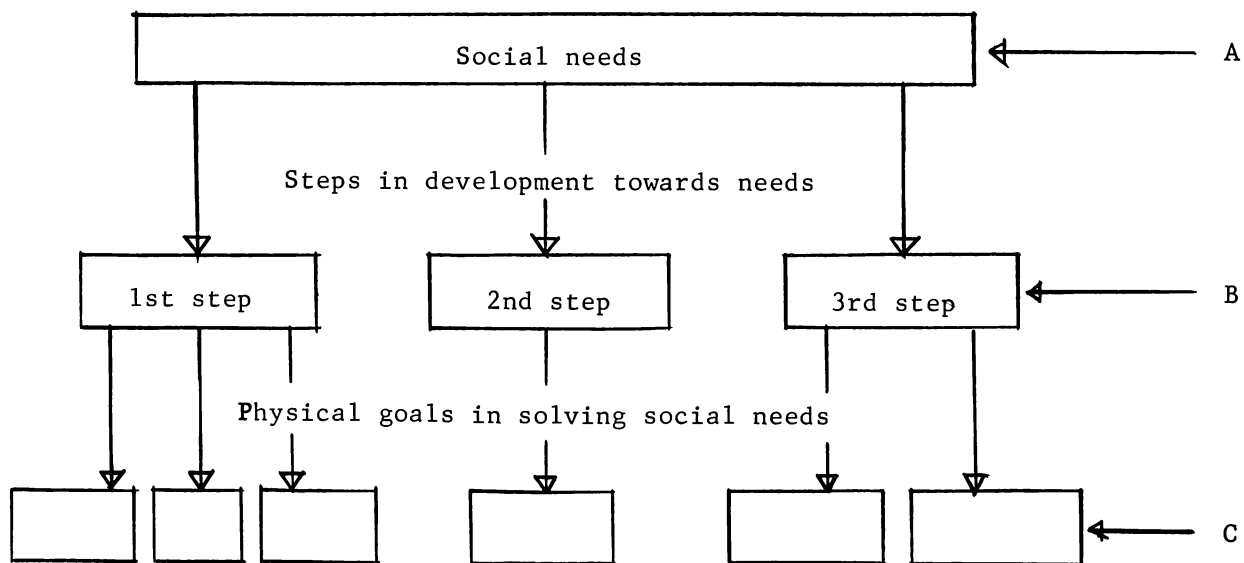 Social needs
A
Steps in development towards needs
1st step
2nd step
3rd step
B
Physical goals in solving social needs
C